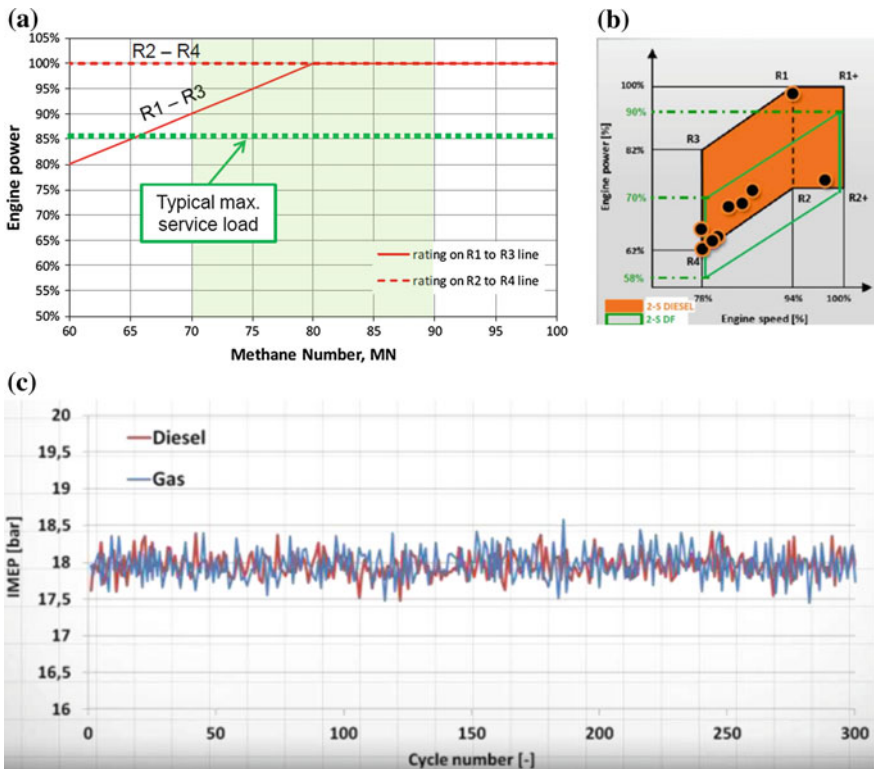 (a)
105%
100%
95%
90%
85%
80%
75%
70%
65%
60%
55%
50%
Engine power
R2 – R4
R1 – R3
Typical max.
service load
rating on R1 to R3 line
rating on R2 to R4 line
60 65 70 75 80 85 90 95 100
Methane Number, MN
(b)
Engine power [%]
100%
90%
82%
70%
62%
58%
R1
R1+
R3
R2
R2+
R4
78% 94% 100%
2-S DIESEL
2-S DF
Engine speed [%]
(c)
20
19,5
19
18,5
18
17,5
17
16,5
16
IMEP [bar]
Diesel
Gas
0 50 100 150 200 250 300
Cycle number [-]